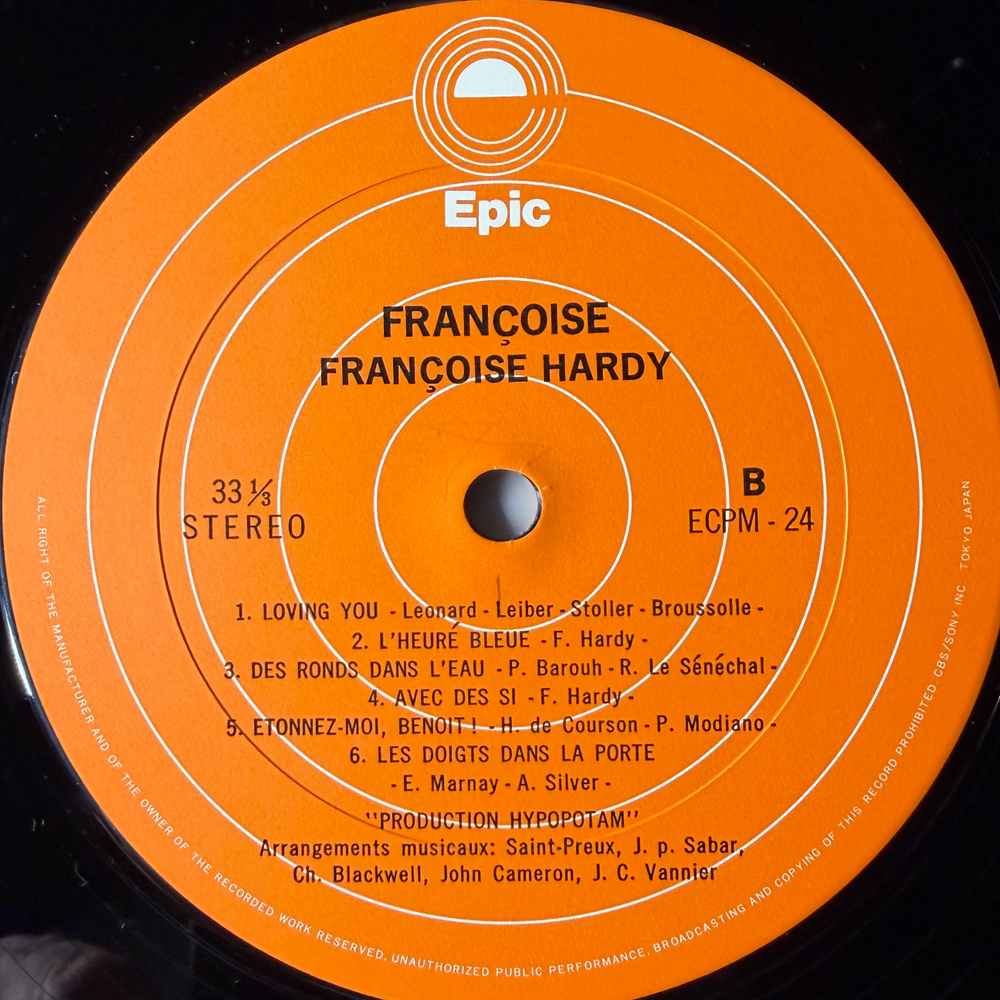 Epic
FRANÇOISE
FRANÇOISE HARDY
33 ⅓
STEREO
B
ECPM - 24
1. LOVING YOU - Leonard - Leiber - Stoller - Broussolle -
2. L'HEURÉ BLEUE - F. Hardy -
3. DES RONDS DANS L'EAU - P. Barouh - R. Le Sénéchal -
4. AVEC DES SI - F. Hardy -
5. ETONNEZ-MOI, BENOIT ! - H. de Courson - P. Modiano -
6. LES DOIGTS DANS LA PORTE
- E. Marnay - A. Silver -
"PRODUCTION HYPOPOTAM"
Arrangements musicaux: Saint-Preux, J. p. Sabar,
Ch. Blackwell, John Cameron, J. C. Vannier
ALL RIGHT OF THE MANUFACTURER AND OF THE OWNER OF THE RECORDED WORK RESERVED. UNAUTHORIZED PUBLIC PERFORMANCE. BROADCASTING AND COPYING OF THIS RECORD PROHIBITED CBS/SONY INC TOKYO JAPAN